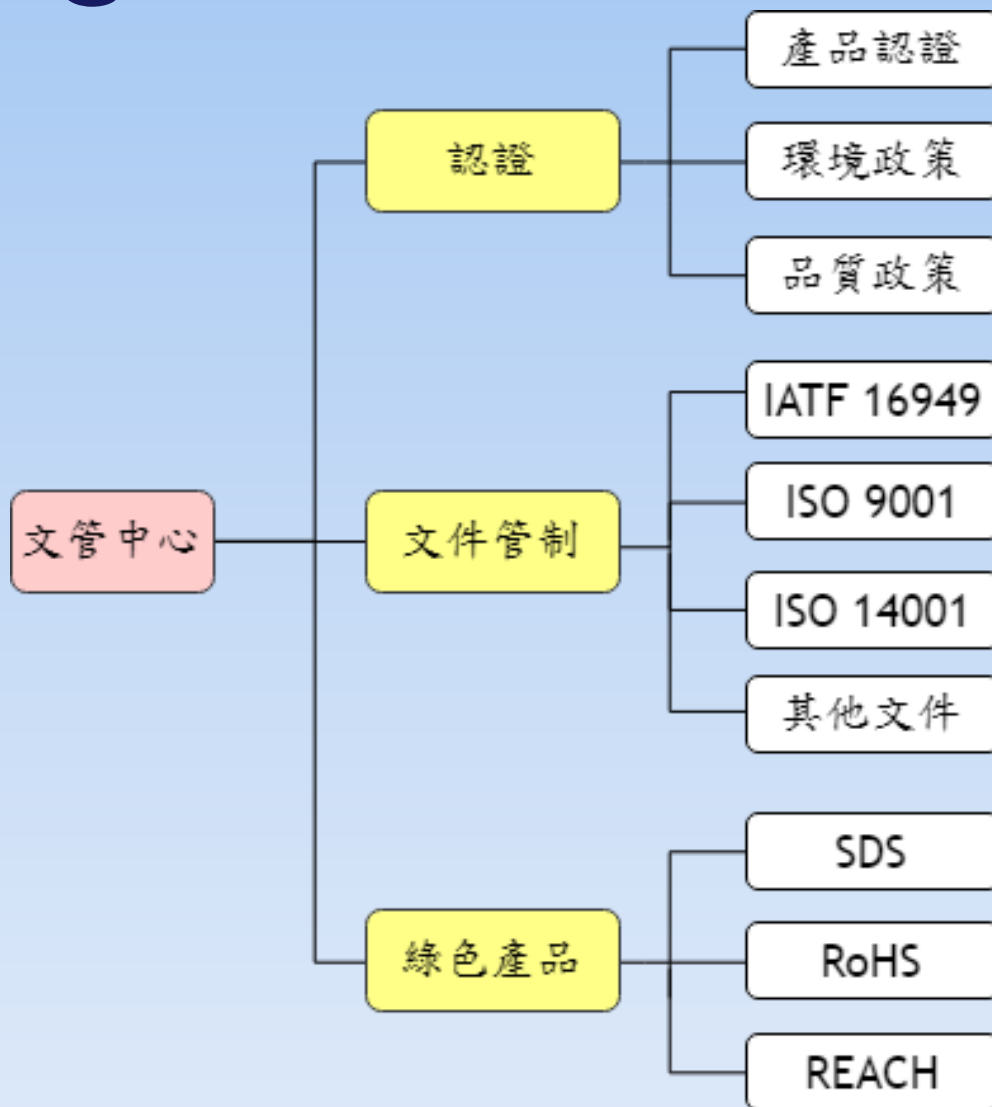 文管中心
認證
產品認證
環境政策
品質政策
文件管制
IATF 16949
ISO 9001
ISO 14001
其他文件
綠色產品
SDS
RoHS
REACH